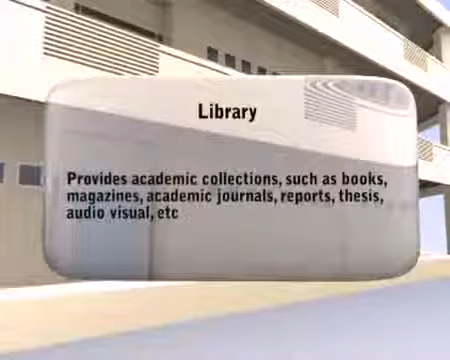 Library
Provides academic collections, such as books,
magazines, academic journals, reports, thesis,
audio visual, etc